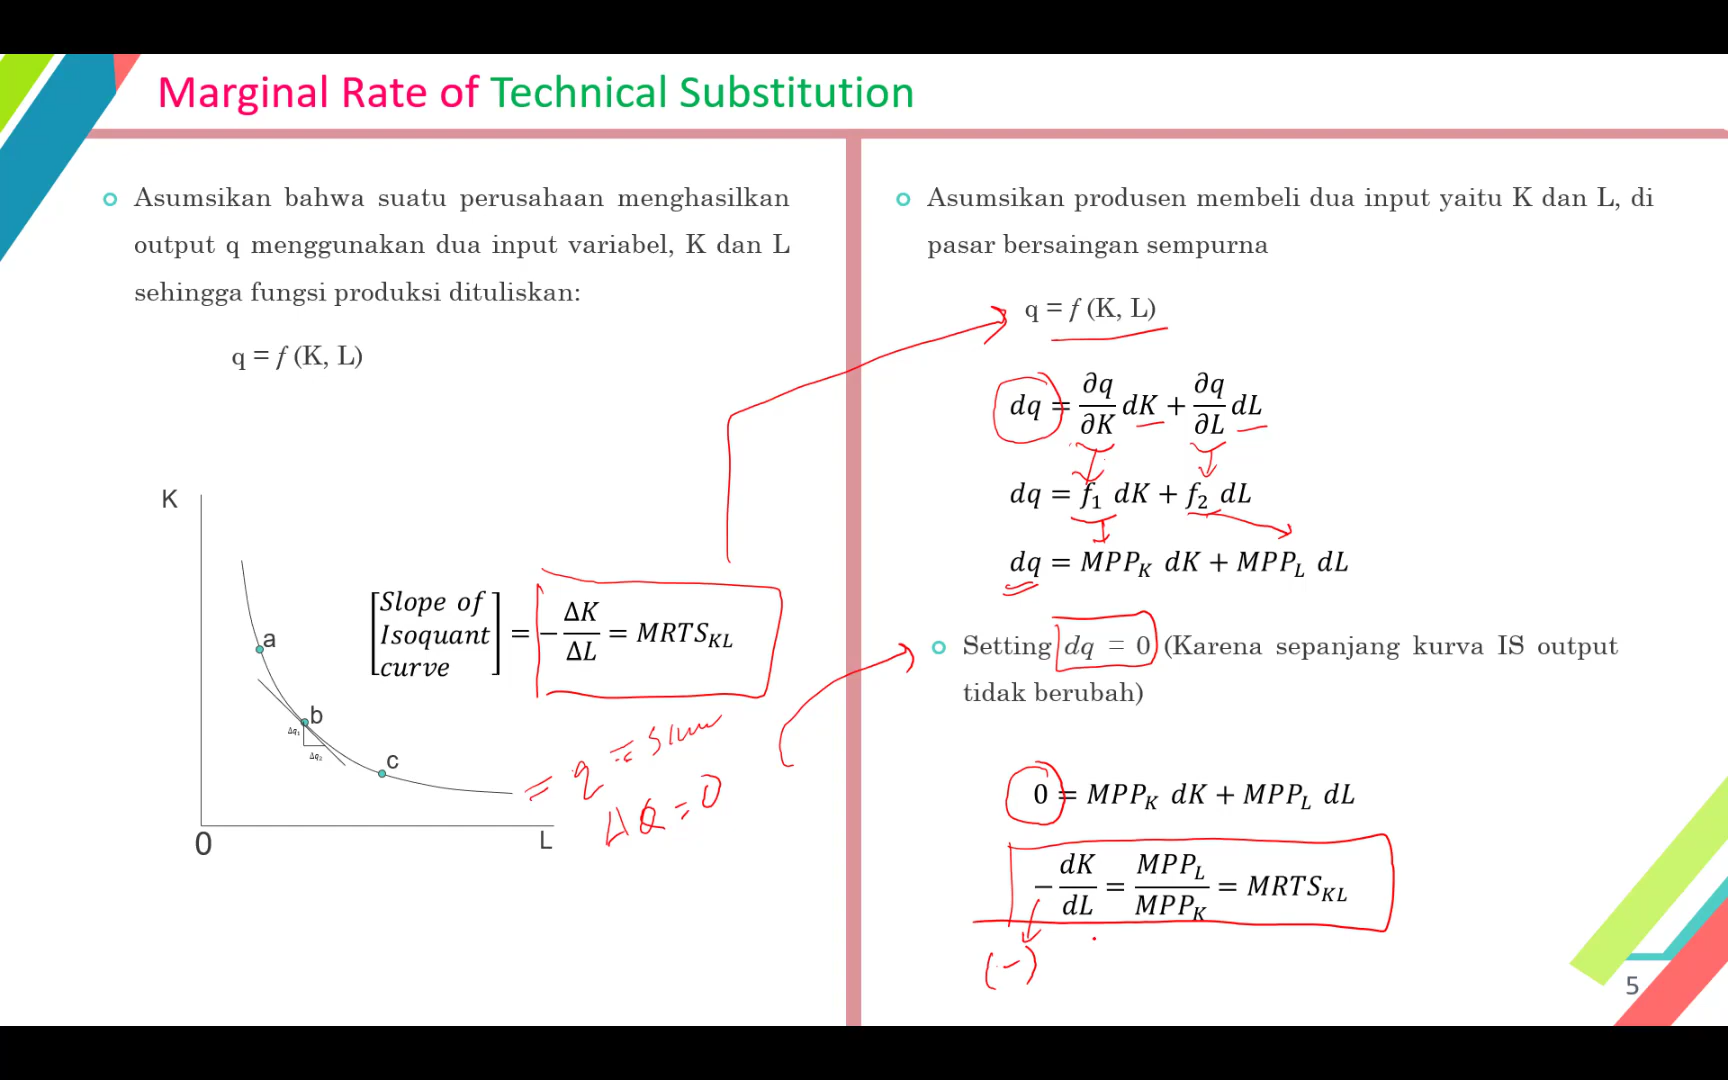 Marginal Rate of Technical Substitution
Asumsikan bahwa suatu perusahaan menghasilkan
output q menggunakan dua input variabel, K dan L
sehingga fungsi produksi dituliskan:
q = f (K, L)
K
a
b
Δq₁
Δq₂
c
0
L
[Slope of Isoquant curve] = −ΔK/ΔL = MRTS_KL
= q =
ΔQ = 0
Asumsikan produsen membeli dua input yaitu K dan L, di
pasar bersaingan sempurna
q = f (K, L)
dq = ∂q/∂K dK + ∂q/∂L dL
dq = f₁ dK + f₂ dL
dq = MPP_K dK + MPP_L dL
Setting dq = 0 (Karena sepanjang kurva IS output
tidak berubah)
0 = MPP_K dK + MPP_L dL
−dK/dL = MPP_L/MPP_K = MRTS_KL
(-)
5